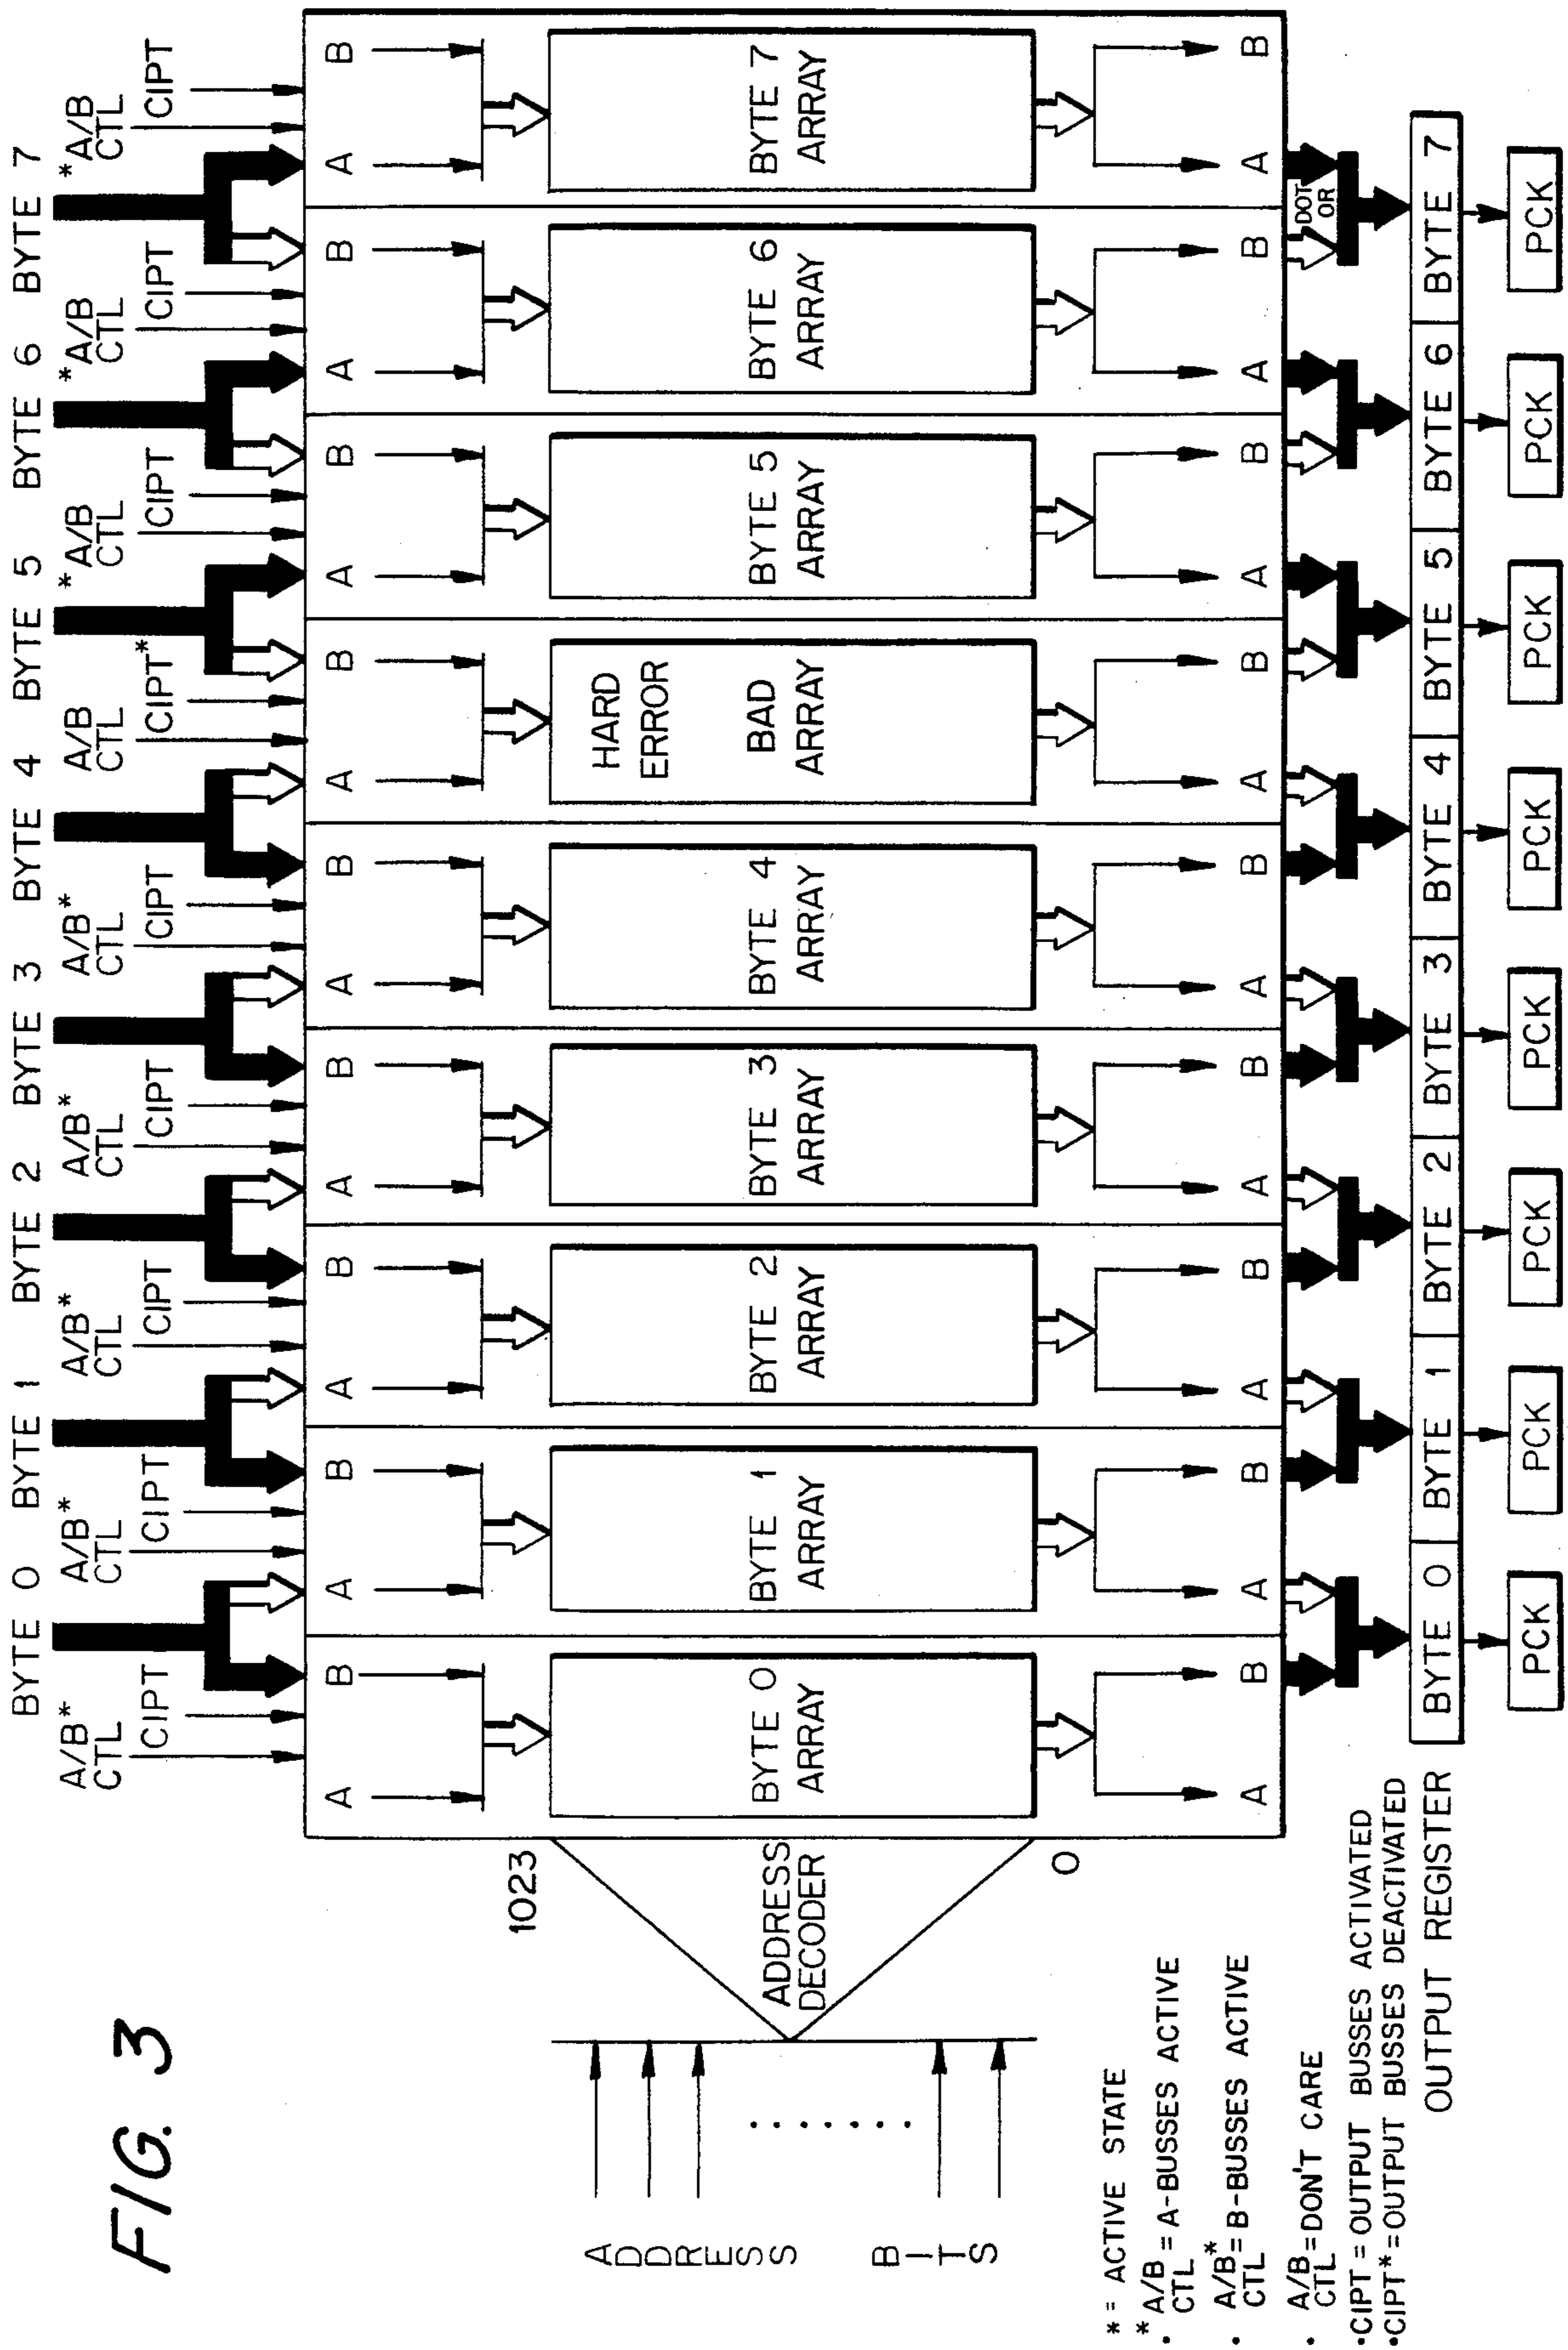 FIG. 3
BYTE 0 BYTE 1 BYTE 2 BYTE 3 BYTE 4 BYTE 5 BYTE 6 BYTE 7
A/B* CTL CIPT
A/B* CTL CIPT
A/B* CTL CIPT
A/B* CTL CIPT
A/B* CTL CIPT
A/B CTL CIPT*
*A/B CTL CIPT
*A/B CTL CIPT
*A/B CTL CIPT
A B A B A B A B A B A B A B A B A B
1023
ADDRESS BITS
ADDRESS
DECODER
0
BYTE 0 ARRAY
BYTE 1 ARRAY
BYTE 2 ARRAY
BYTE 3 ARRAY
BYTE 4 ARRAY
HARD ERROR BAD ARRAY
BYTE 5 ARRAY
BYTE 6 ARRAY
BYTE 7 ARRAY
A B A B A B A B A B A B A B A B A B
DOT OR
* = ACTIVE STATE
• *A/B CTL = A-BUSSES ACTIVE
• A/B* CTL = B-BUSSES ACTIVE
• A/B CTL = DON'T CARE
•CIPT = OUTPUT BUSSES ACTIVATED
•CIPT* = OUTPUT BUSSES DEACTIVATED
OUTPUT REGISTER
BYTE 0 BYTE 1 BYTE 2 BYTE 3 BYTE 4 BYTE 5 BYTE 6 BYTE 7
PCK PCK PCK PCK PCK PCK PCK PCK